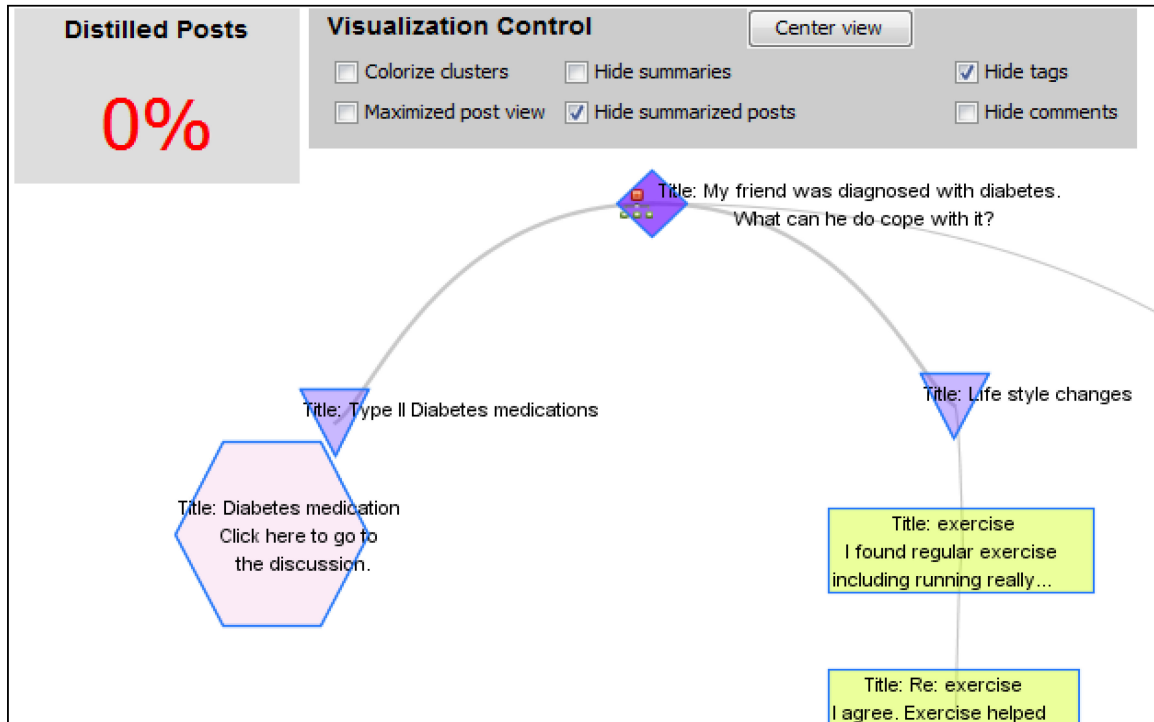 Distilled Posts
0%
Visualization Control
Center view
Colorize clusters
Hide summaries
Hide tags
Maximized post view
Hide summarized posts
Hide comments
Title: My friend was diagnosed with diabetes.
What can he do cope with it?
Title: Type II Diabetes medications
Title: Life style changes
Title: Diabetes medication
Click here to go to
the discussion.
Title: exercise
I found regular exercise
including running really...
Title: Re: exercise
I agree. Exercise helped